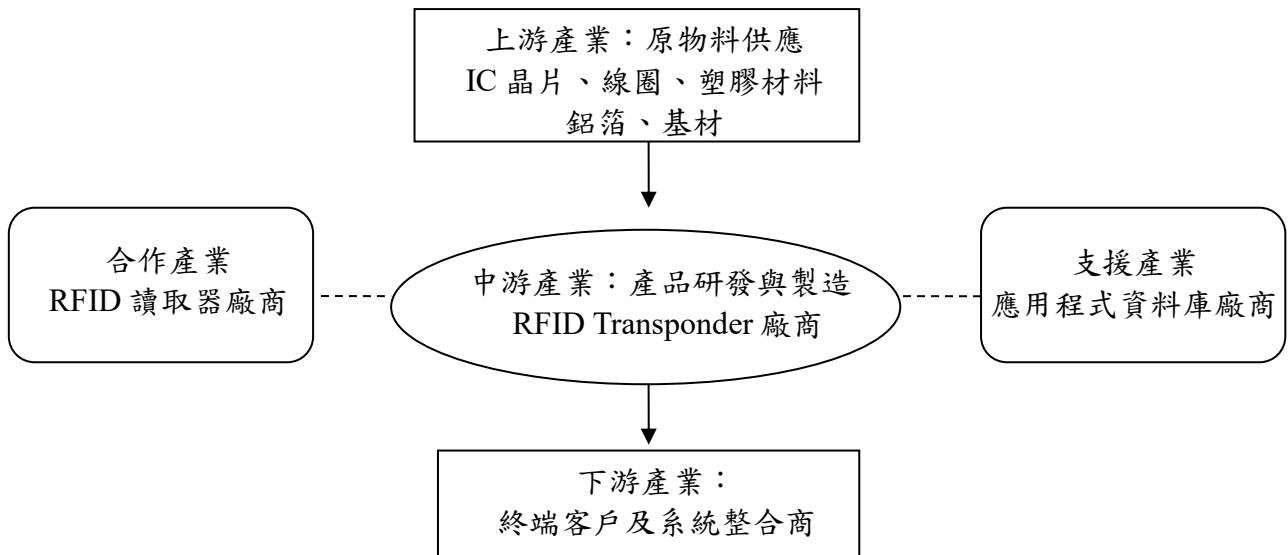 上游產業：原物料供應
IC 晶片、線圈、塑膠材料
鋁箔、基材
合作產業
RFID 讀取器廠商
中游產業：產品研發與製造
RFID Transponder 廠商
支援產業
應用程式資料庫廠商
下游產業：
終端客戶及系統整合商